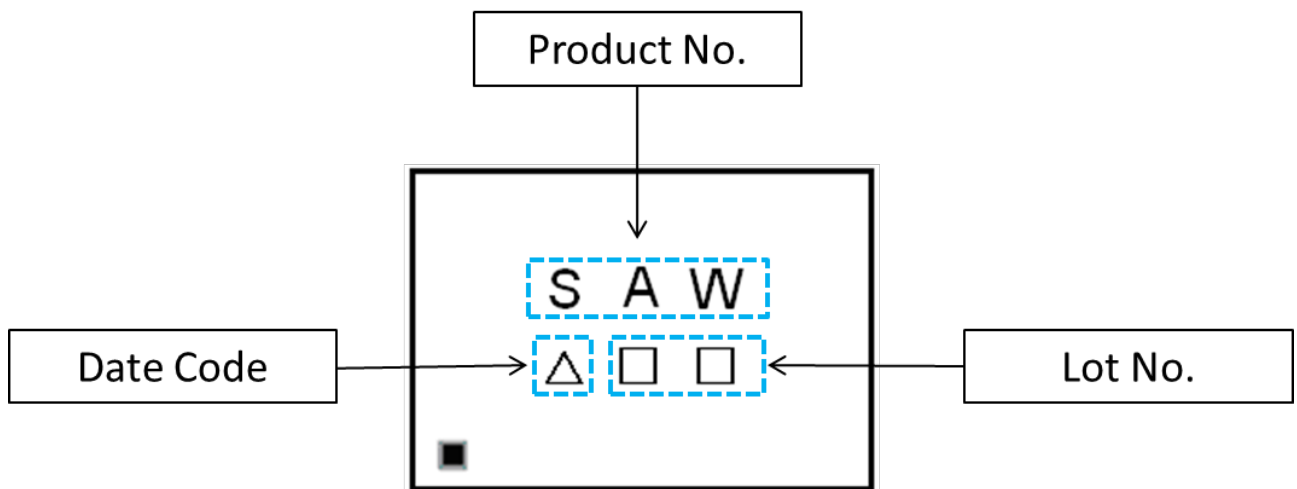 Product No.
S A W
Date Code △ □ □ Lot No.